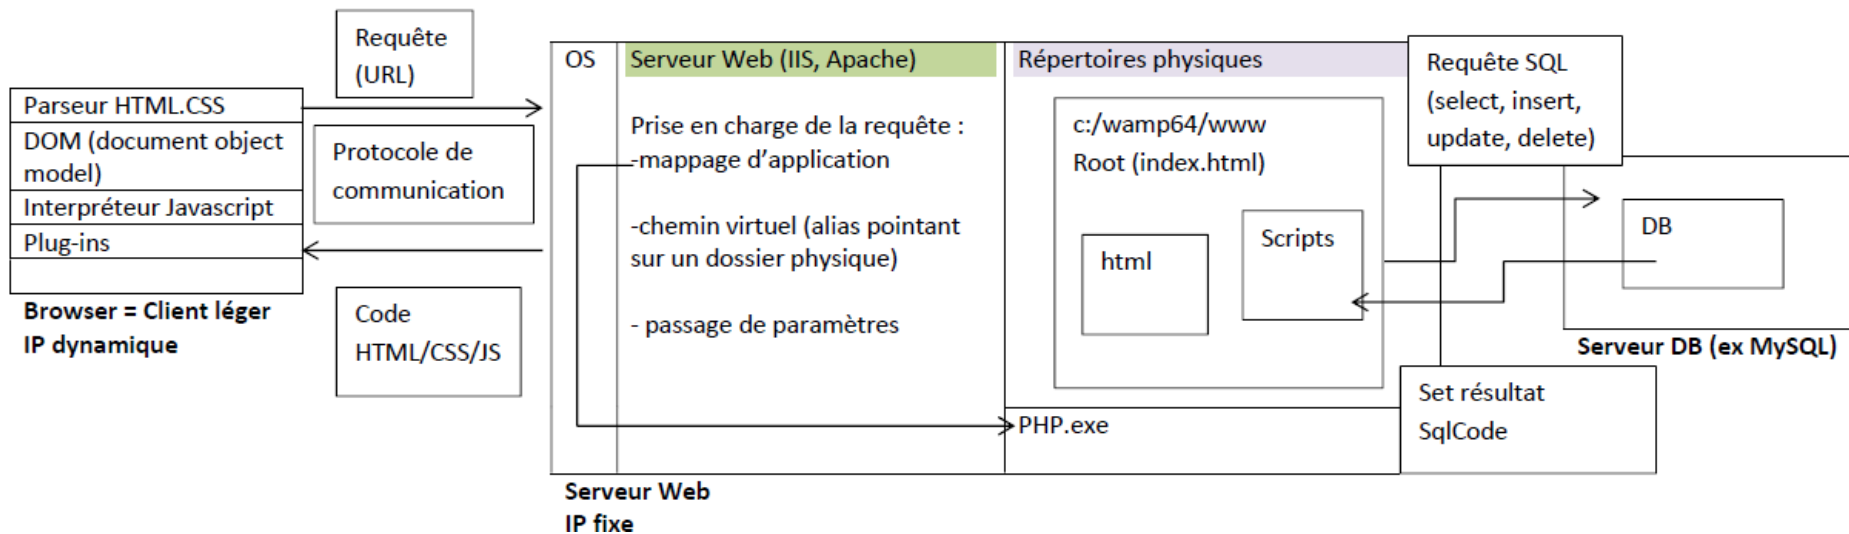 Parseur HTML.CSS
DOM (document object
model)
Interpréteur Javascript
Plug-ins
Browser = Client léger
IP dynamique
Requête
(URL)
Protocole de
communication
Code
HTML/CSS/JS
OS
Serveur Web (IIS, Apache)
Prise en charge de la requête :
-mappage d’application
-chemin virtuel (alias pointant
sur un dossier physique)
- passage de paramètres
Serveur Web
IP fixe
Répertoires physiques
c:/wamp64/www
Root (index.html)
html
Scripts
PHP.exe
Requête SQL
(select, insert,
update, delete)
DB
Serveur DB (ex MySQL)
Set résultat
SqlCode